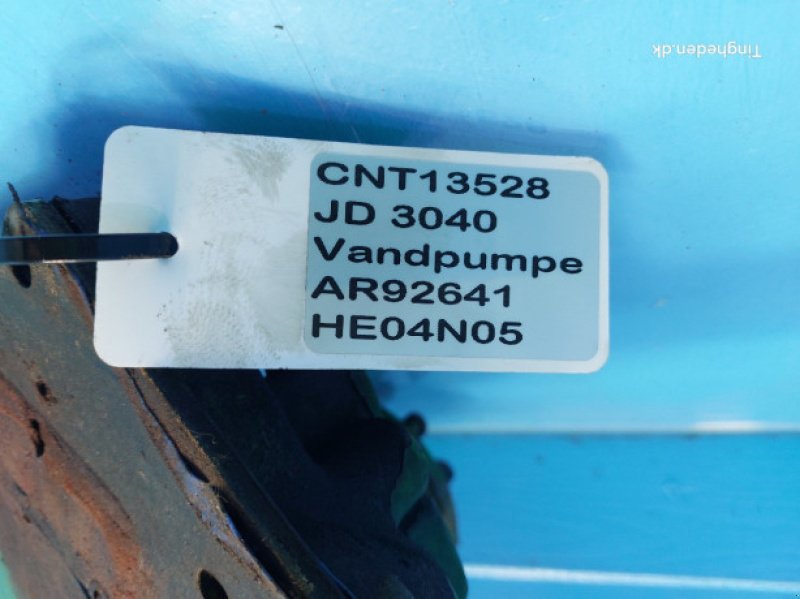 Tingheden.dk
CNT13528
JD 3040
Vandpumpe
AR92641
HE04N05